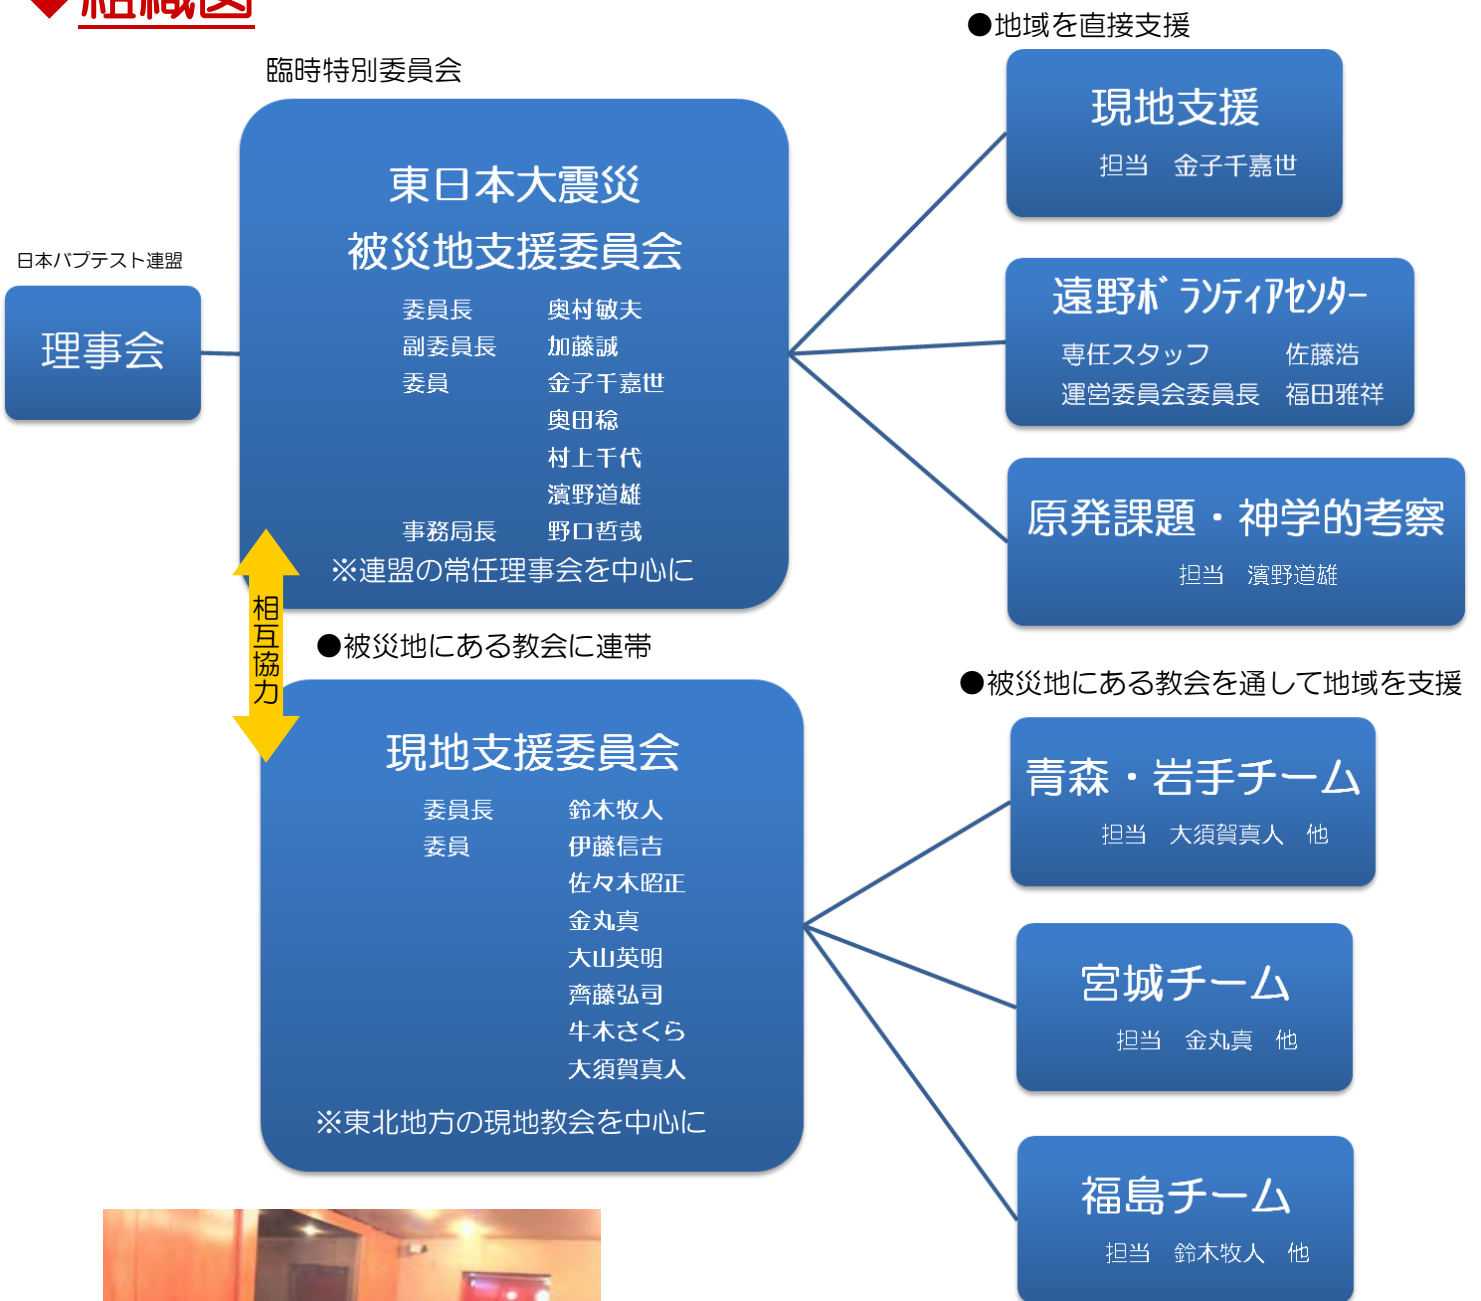 ◆組織図
臨時特別委員会
日本バプテスト連盟
理事会
東日本大震災
被災地支援委員会
委員長 奥村敏夫
副委員長 加藤誠
委員 金子千嘉世
奥田稔
村上千代
濱野道雄
事務局長 野口哲哉
※連盟の常任理事会を中心に
相互協力
●被災地にある教会に連帯
現地支援委員会
委員長 鈴木牧人
委員 伊藤信吉
佐々木昭正
金丸真
大山英明
齊藤弘司
牛木さくら
大須賀真人
※東北地方の現地教会を中心に
●地域を直接支援
現地支援
担当 金子千嘉世
遠野ボランティアセンター
専任スタッフ 佐藤浩
運営委員会委員長 福田雅祥
原発課題・神学的考察
担当 濱野道雄
●被災地にある教会を通して地域を支援
青森・岩手チーム
担当 大須賀真人 他
宮城チーム
担当 金丸真 他
福島チーム
担当 鈴木牧人 他